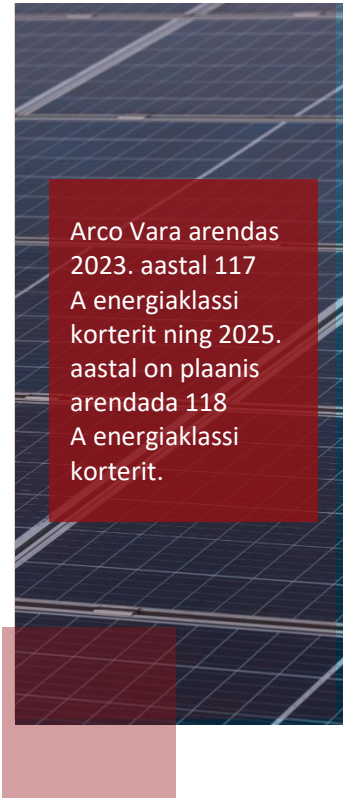 Arco Vara arendas
2023. aastal 117
A energiaklassi
korterit ning 2025.
aastal on plaanis
arendada 118
A energiaklassi
korterit.